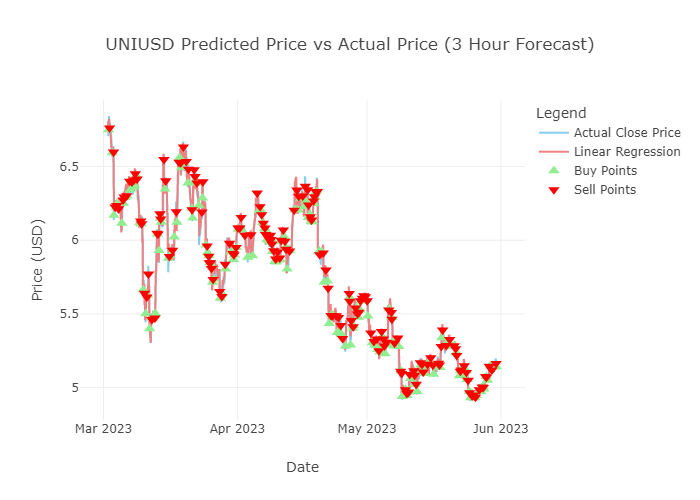 UNIUSD Predicted Price vs Actual Price (3 Hour Forecast)
Legend
Actual Close Price
Linear Regression
Buy Points
Sell Points
6.5
6
5.5
5
Price (USD)
Mar 2023
Apr 2023
May 2023
Jun 2023
Date